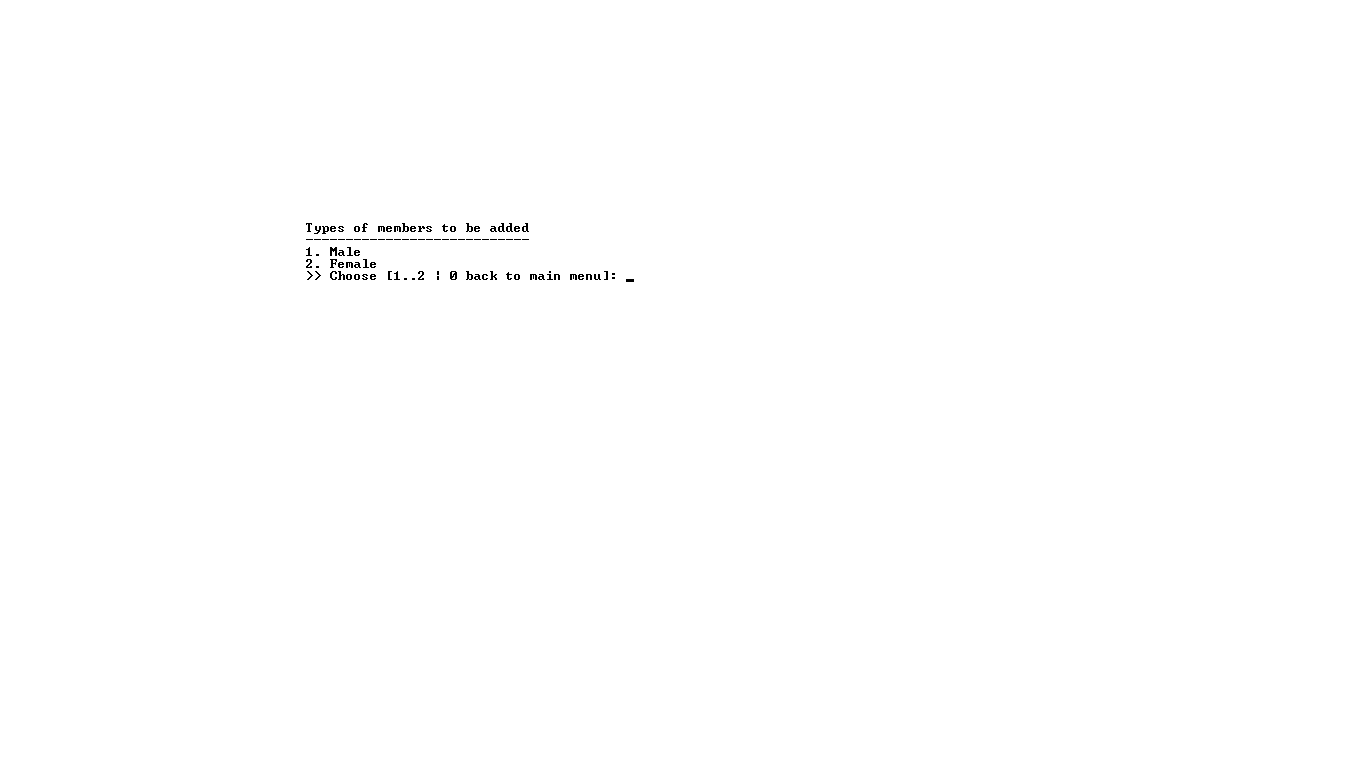 Types of members to be added
----------------------------
1. Male
2. Female
>> Choose [1..2 | 0 back to main menu]: _